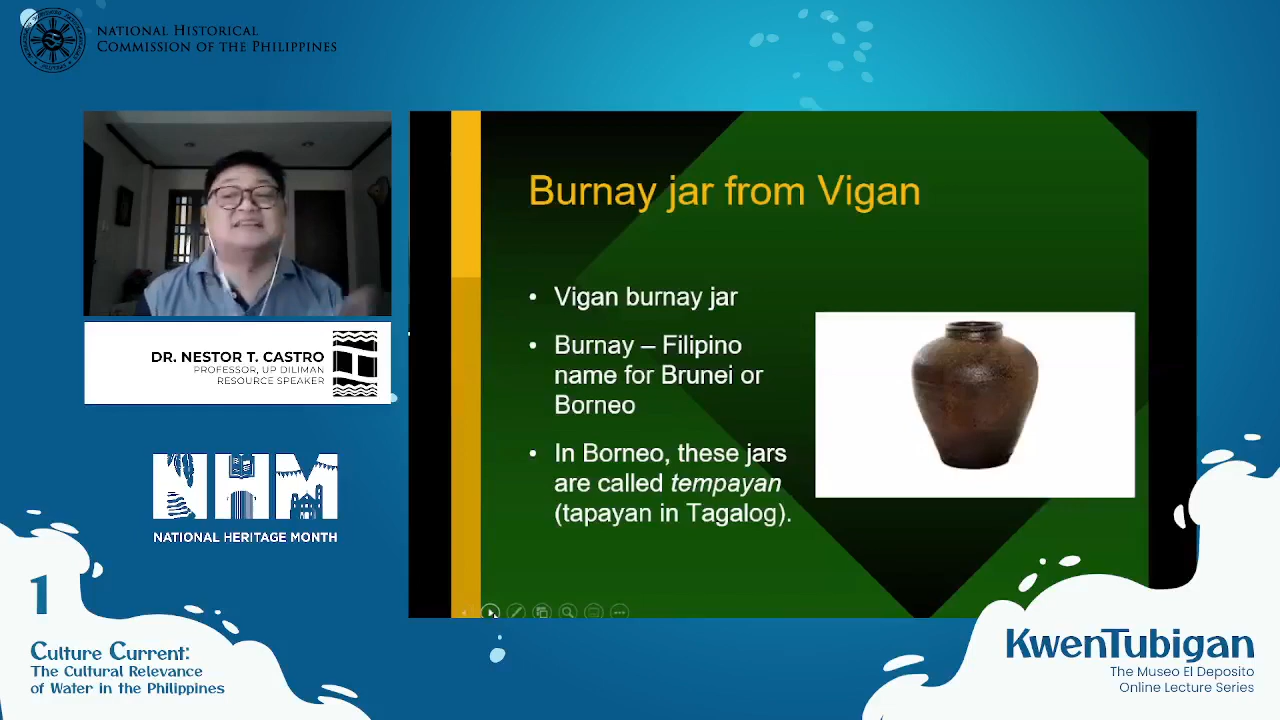 NATIONAL HISTORICAL
COMMISSION OF THE PHILIPPINES
Burnay jar from Vigan
• Vigan burnay jar
• Burnay – Filipino
name for Brunei or
Borneo
• In Borneo, these jars
are called tempayan
(tapayan in Tagalog).
DR. NESTOR T. CASTRO
PROFESSOR, UP DILIMAN
RESOURCE SPEAKER
NHM
NATIONAL HERITAGE MONTH
1
Culture Current:
The Cultural Relevance
of Water in the Philippines
KwenTubigan
The Museo El Deposito
Online Lecture Series